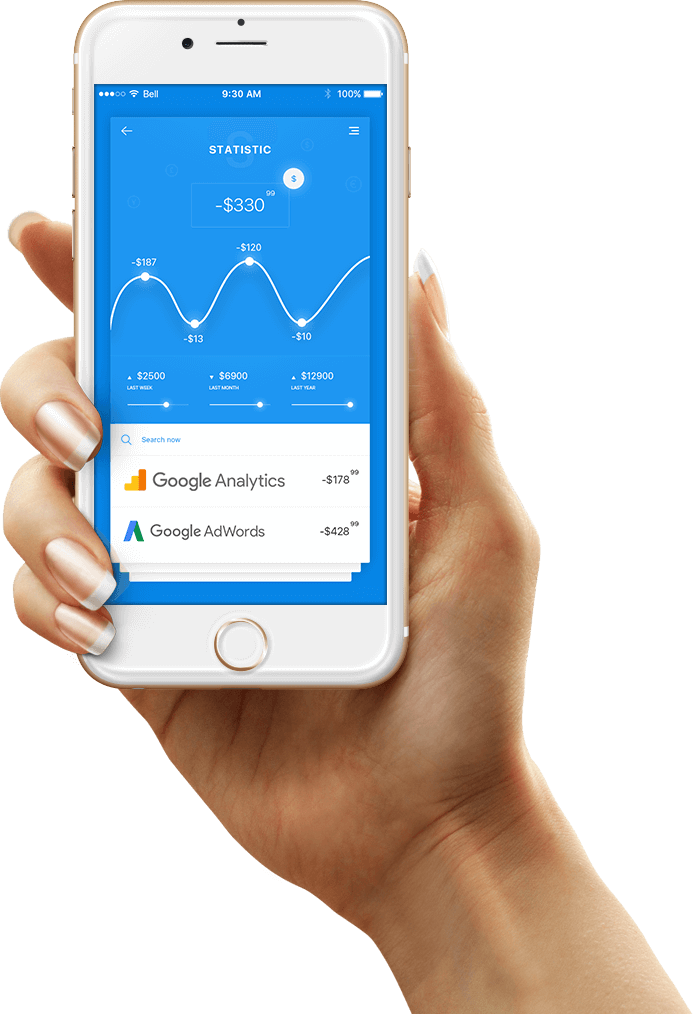 Bell 9:30 AM 100%
STATISTIC
$
-$330 99
-$120
-$187
-$13
-$10
$2500 $6900 $12900
LAST WEEK LAST MONTH LAST YEAR
Search now
Google Analytics -$178 99
Google AdWords -$428 99